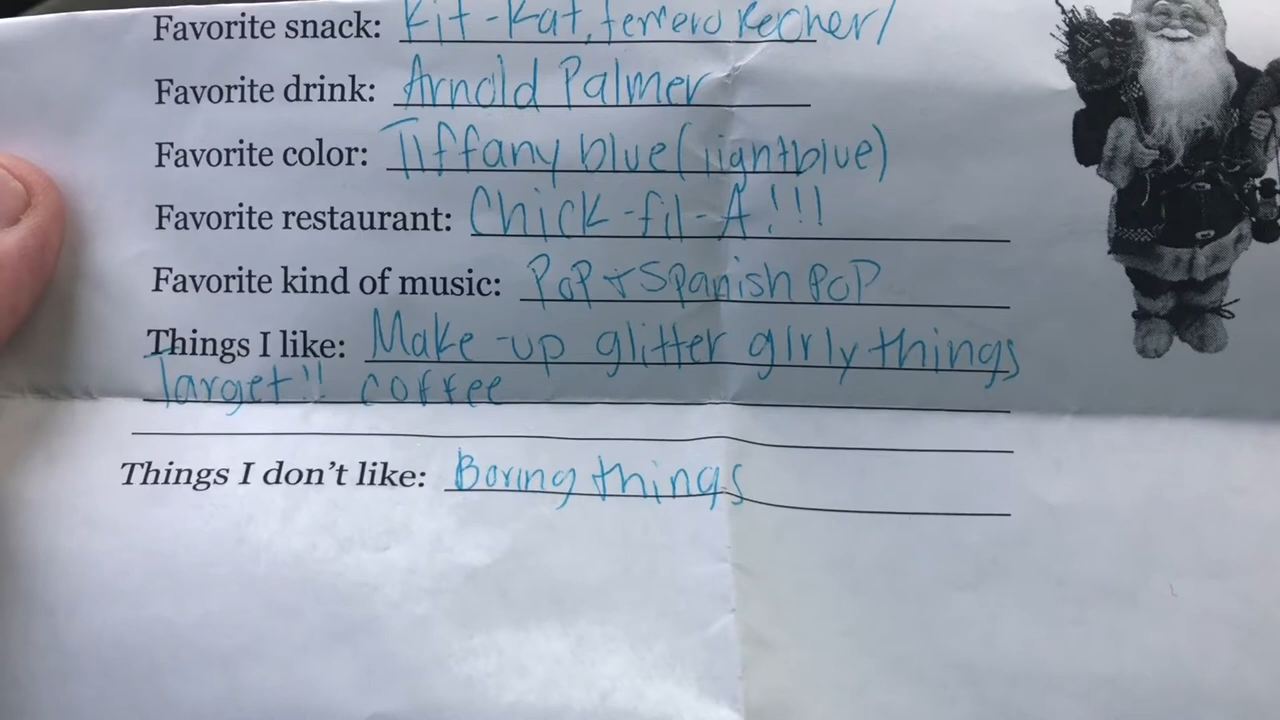 Favorite snack: Kit-Kat, ferrero Recher/
Favorite drink: Arnold Palmer
Favorite color: Tiffany blue (lightblue)
Favorite restaurant: Chick-fil-A!!!
Favorite kind of music: POP + Spanish POP
Things I like: Make-up glitter girly things
Target!! coffee
Things I don't like: Boring things